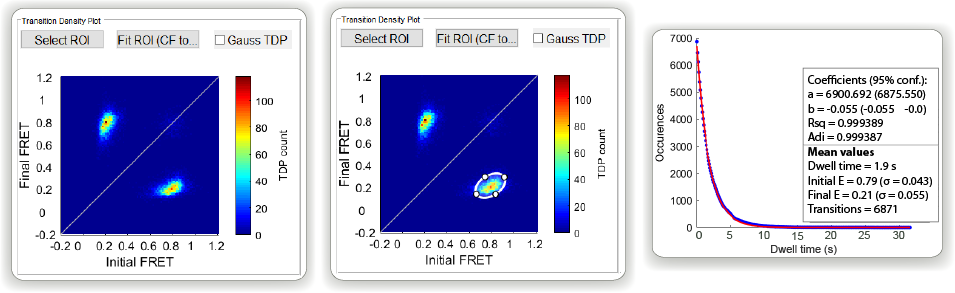 Transition Density Plot
Select ROI
Fit ROI (CF to...
Gauss TDP
1.2
1
0.8
0.6
0.4
0.2
0
-0.2
-0.2 0 0.2 0.4 0.6 0.8 1 1.2
Final FRET
Initial FRET
100
80
60
40
20
0
TDP count
Transition Density Plot
Select ROI
Fit ROI (CF to...
Gauss TDP
1.2
1
0.8
0.6
0.4
0.2
0
-0.2
-0.2 0 0.2 0.4 0.6 0.8 1 1.2
Final FRET
Initial FRET
100
80
60
40
20
0
TDP count
7000
6000
5000
4000
3000
2000
1000
0
Occurences
0 5 10 15 20 25 30
Dwell time (s)
Coefficients (95% conf.):
a = 6900.692 (6875.550)
b = -0.055 (-0.055 -0.0)
Rsq = 0.999389
Adi = 0.999387
Mean values
Dwell time = 1.9 s
Initial E = 0.79 (σ = 0.043)
Final E = 0.21 (σ = 0.055)
Transitions = 6871